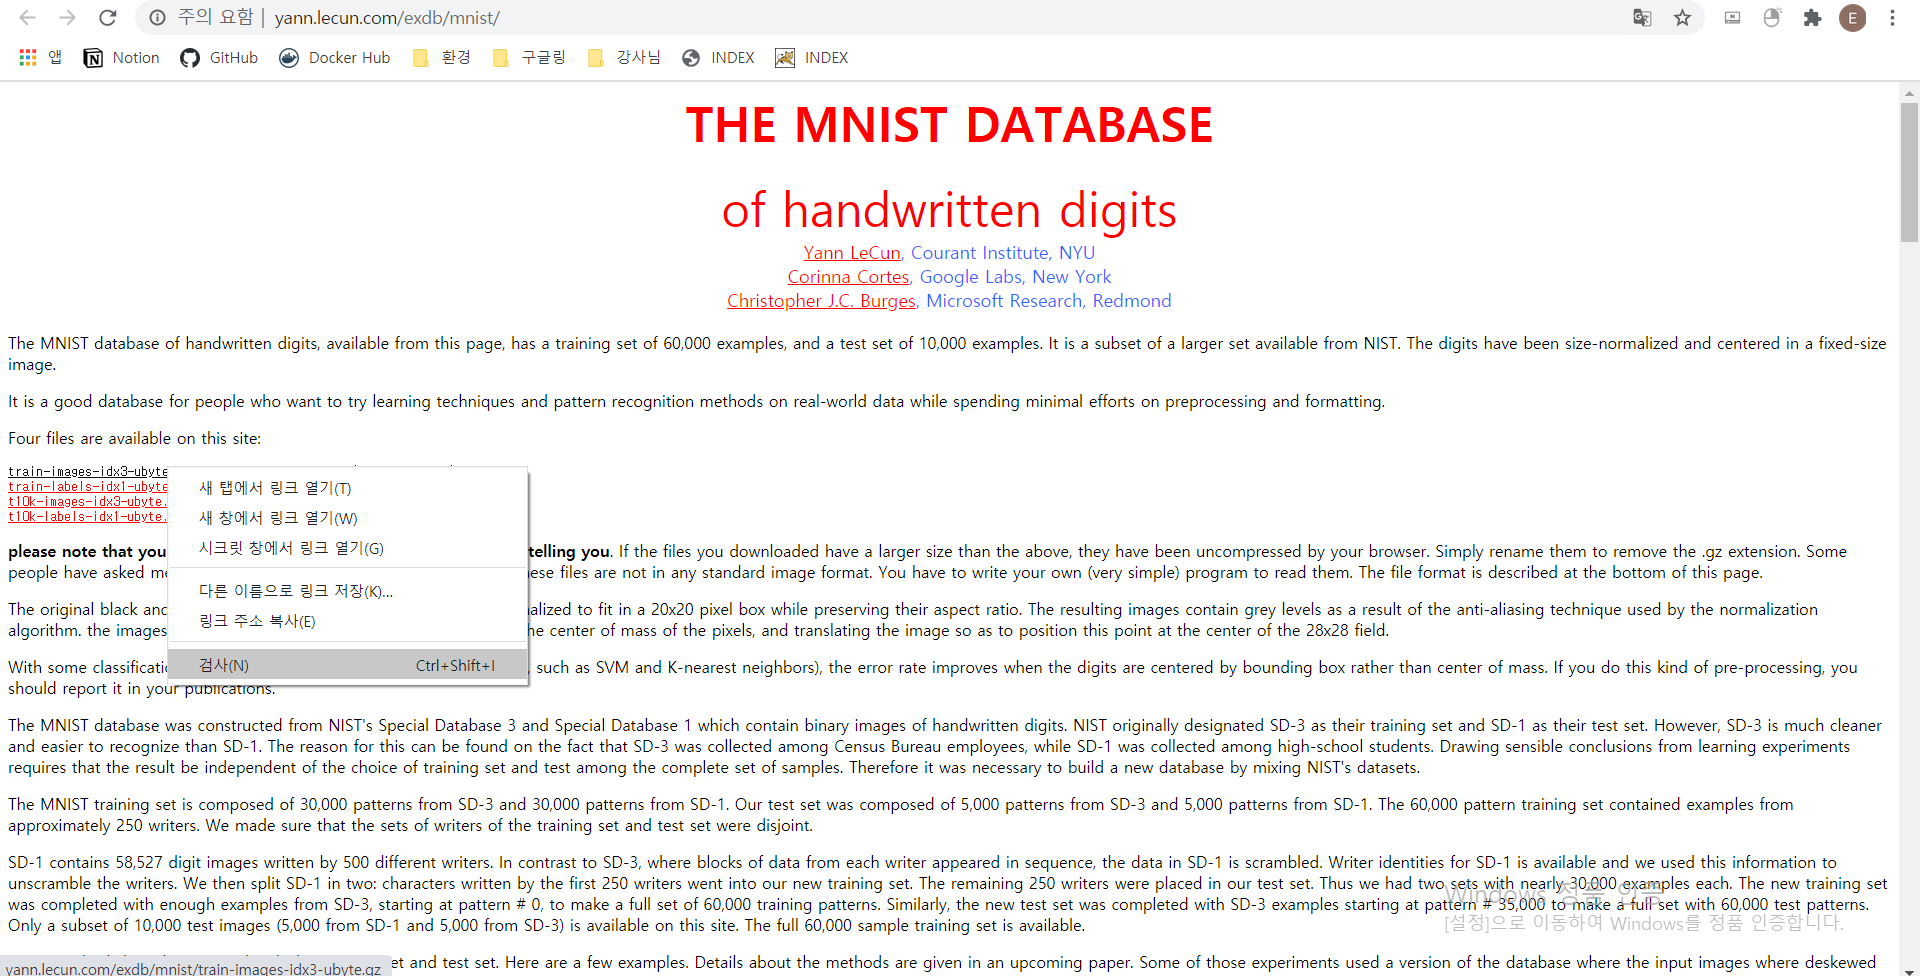 주의 요함 | yann.lecun.com/exdb/mnist/
E
앱 Notion GitHub Docker Hub 환경 구글링 강사님 INDEX INDEX
THE MNIST DATABASE
of handwritten digits
Yann LeCun, Courant Institute, NYU
Corinna Cortes, Google Labs, New York
Christopher J.C. Burges, Microsoft Research, Redmond
The MNIST database of handwritten digits, available from this page, has a training set of 60,000 examples, and a test set of 10,000 examples. It is a subset of a larger set available from NIST. The digits have been size-normalized and centered in a fixed-size
image.
It is a good database for people who want to try learning techniques and pattern recognition methods on real-world data while spending minimal efforts on preprocessing and formatting.
Four files are available on this site:
train-images-idx3-ubyte
train-labels-idx1-ubyte
t10k-images-idx3-ubyte.
t10k-labels-idx1-ubyte.
새 탭에서 링크 열기(T)
새 창에서 링크 열기(W)
시크릿 창에서 링크 열기(G)
다른 이름으로 링크 저장(K)...
링크 주소 복사(E)
검사(N) Ctrl+Shift+I
please note that you telling you. If the files you downloaded have a larger size than the above, they have been uncompressed by your browser. Simply rename them to remove the .gz extension. Some
people have asked me ese files are not in any standard image format. You have to write your own (very simple) program to read them. The file format is described at the bottom of this page.
The original black and alized to fit in a 20x20 pixel box while preserving their aspect ratio. The resulting images contain grey levels as a result of the anti-aliasing technique used by the normalization
algorithm. the images he center of mass of the pixels, and translating the image so as to position this point at the center of the 28x28 field.
With some classificati , such as SVM and K-nearest neighbors), the error rate improves when the digits are centered by bounding box rather than center of mass. If you do this kind of pre-processing, you
should report it in your publications.
The MNIST database was constructed from NIST's Special Database 3 and Special Database 1 which contain binary images of handwritten digits. NIST originally designated SD-3 as their training set and SD-1 as their test set. However, SD-3 is much cleaner
and easier to recognize than SD-1. The reason for this can be found on the fact that SD-3 was collected among Census Bureau employees, while SD-1 was collected among high-school students. Drawing sensible conclusions from learning experiments
requires that the result be independent of the choice of training set and test among the complete set of samples. Therefore it was necessary to build a new database by mixing NIST's datasets.
The MNIST training set is composed of 30,000 patterns from SD-3 and 30,000 patterns from SD-1. Our test set was composed of 5,000 patterns from SD-3 and 5,000 patterns from SD-1. The 60,000 pattern training set contained examples from
approximately 250 writers. We made sure that the sets of writers of the training set and test set were disjoint.
SD-1 contains 58,527 digit images written by 500 different writers. In contrast to SD-3, where blocks of data from each writer appeared in sequence, the data in SD-1 is scrambled. Writer identities for SD-1 is available and we used this information to
unscramble the writers. We then split SD-1 in two: characters written by the first 250 writers went into our new training set. The remaining 250 writers were placed in our test set. Thus we had two sets with nearly 30,000 examples each. The new training set
was completed with enough examples from SD-3, starting at pattern # 0, to make a full set of 60,000 training patterns. Similarly, the new test set was completed with SD-3 examples starting at pattern # 35,000 to make a full set with 60,000 test patterns.
Only a subset of 10,000 test images (5,000 from SD-1 and 5,000 from SD-3) is available on this site. The full 60,000 sample training set is available.
Windows 정품 인증
[설정]으로 이동하여 Windows를 정품 인증합니다.
yann.lecun.com/exdb/mnist/train-images-idx3-ubyte.gz
et and test set. Here are a few examples. Details about the methods are given in an upcoming paper. Some of those experiments used a version of the database where the input images where deskewed